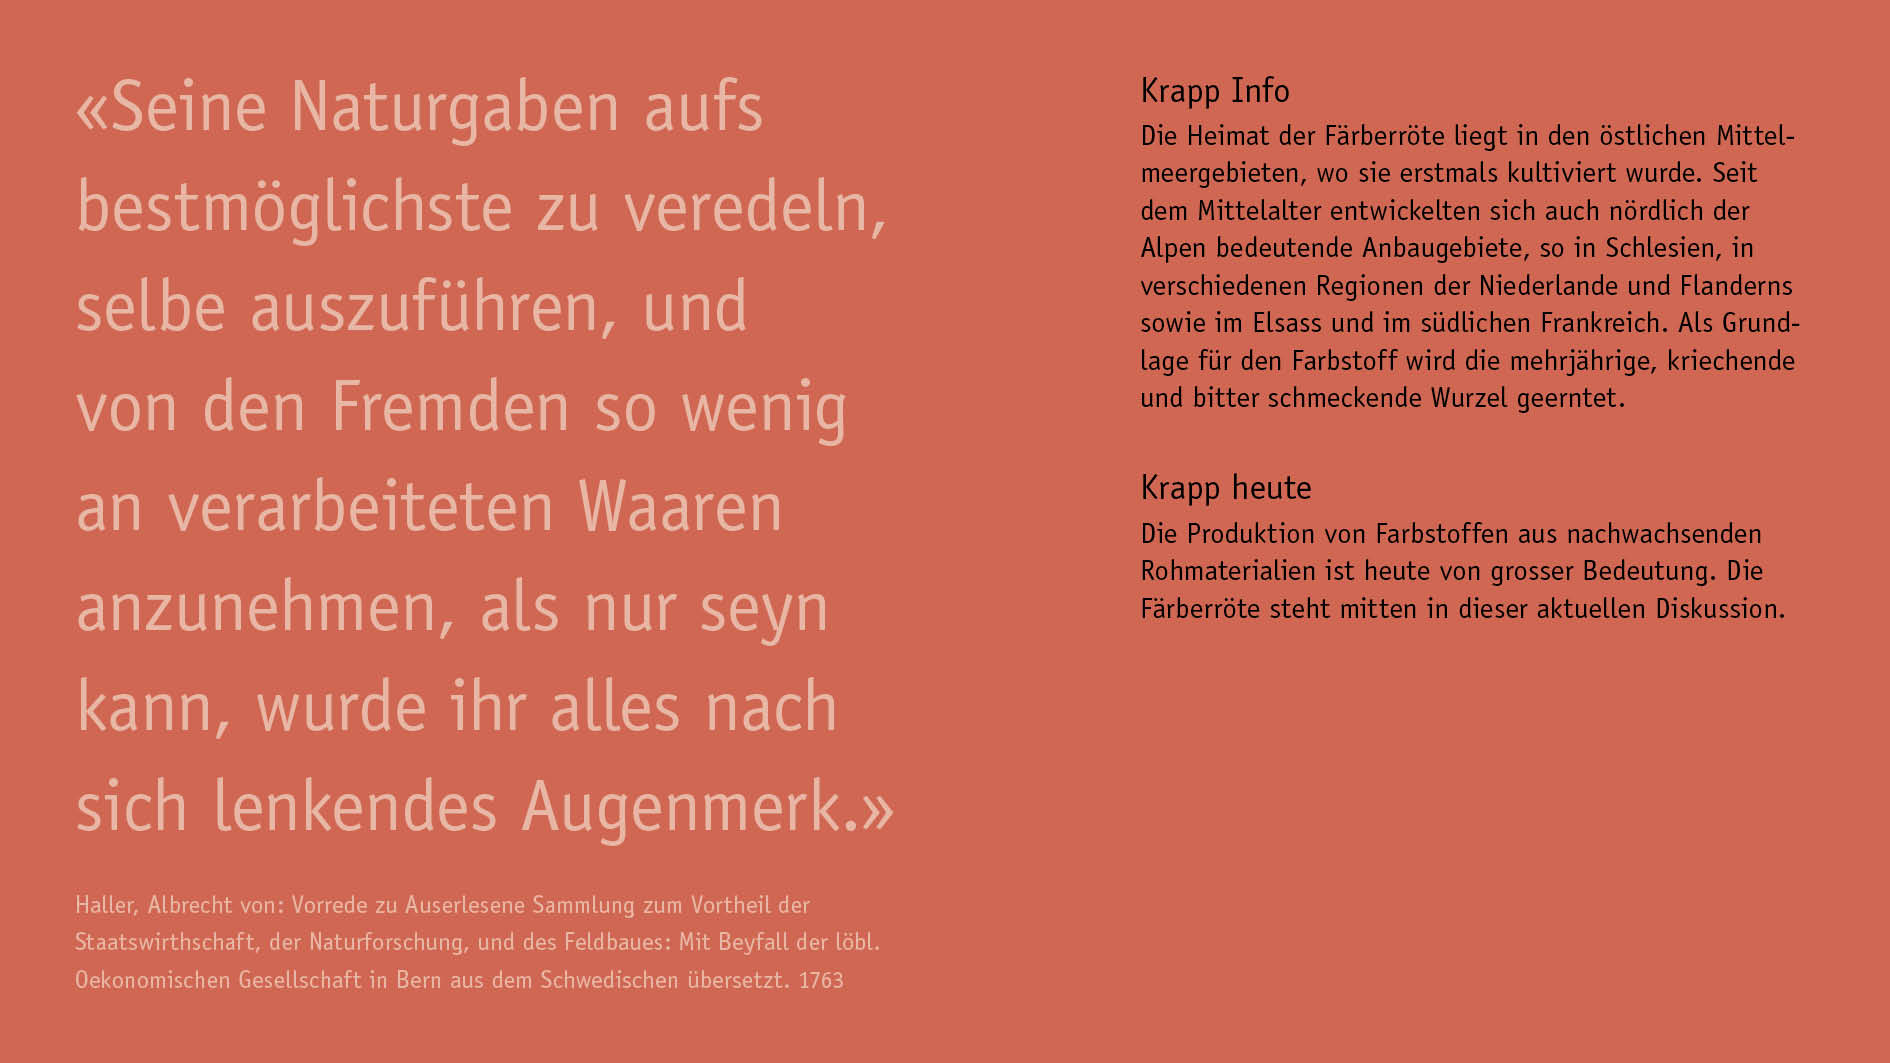 «Seine Naturgaben aufs
bestmöglichste zu veredeln,
selbe auszuführen, und
von den Fremden so wenig
an verarbeiteten Waaren
anzunehmen, als nur seyn
kann, wurde ihr alles nach
sich lenkendes Augenmerk.»
Haller, Albrecht von: Vorrede zu Auserlesene Sammlung zum Vortheil der
Staatswirthschaft, der Naturforschung, und des Feldbaues: Mit Beyfall der löbl.
Oekonomischen Gesellschaft in Bern aus dem Schwedischen übersetzt. 1763
Krapp Info
Die Heimat der Färberröte liegt in den östlichen Mittel-
meergebieten, wo sie erstmals kultiviert wurde. Seit
dem Mittelalter entwickelten sich auch nördlich der
Alpen bedeutende Anbaugebiete, so in Schlesien, in
verschiedenen Regionen der Niederlande und Flanderns
sowie im Elsass und im südlichen Frankreich. Als Grund-
lage für den Farbstoff wird die mehrjährige, kriechende
und bitter schmeckende Wurzel geerntet.
Krapp heute
Die Produktion von Farbstoffen aus nachwachsenden
Rohmaterialien ist heute von grosser Bedeutung. Die
Färberröte steht mitten in dieser aktuellen Diskussion.